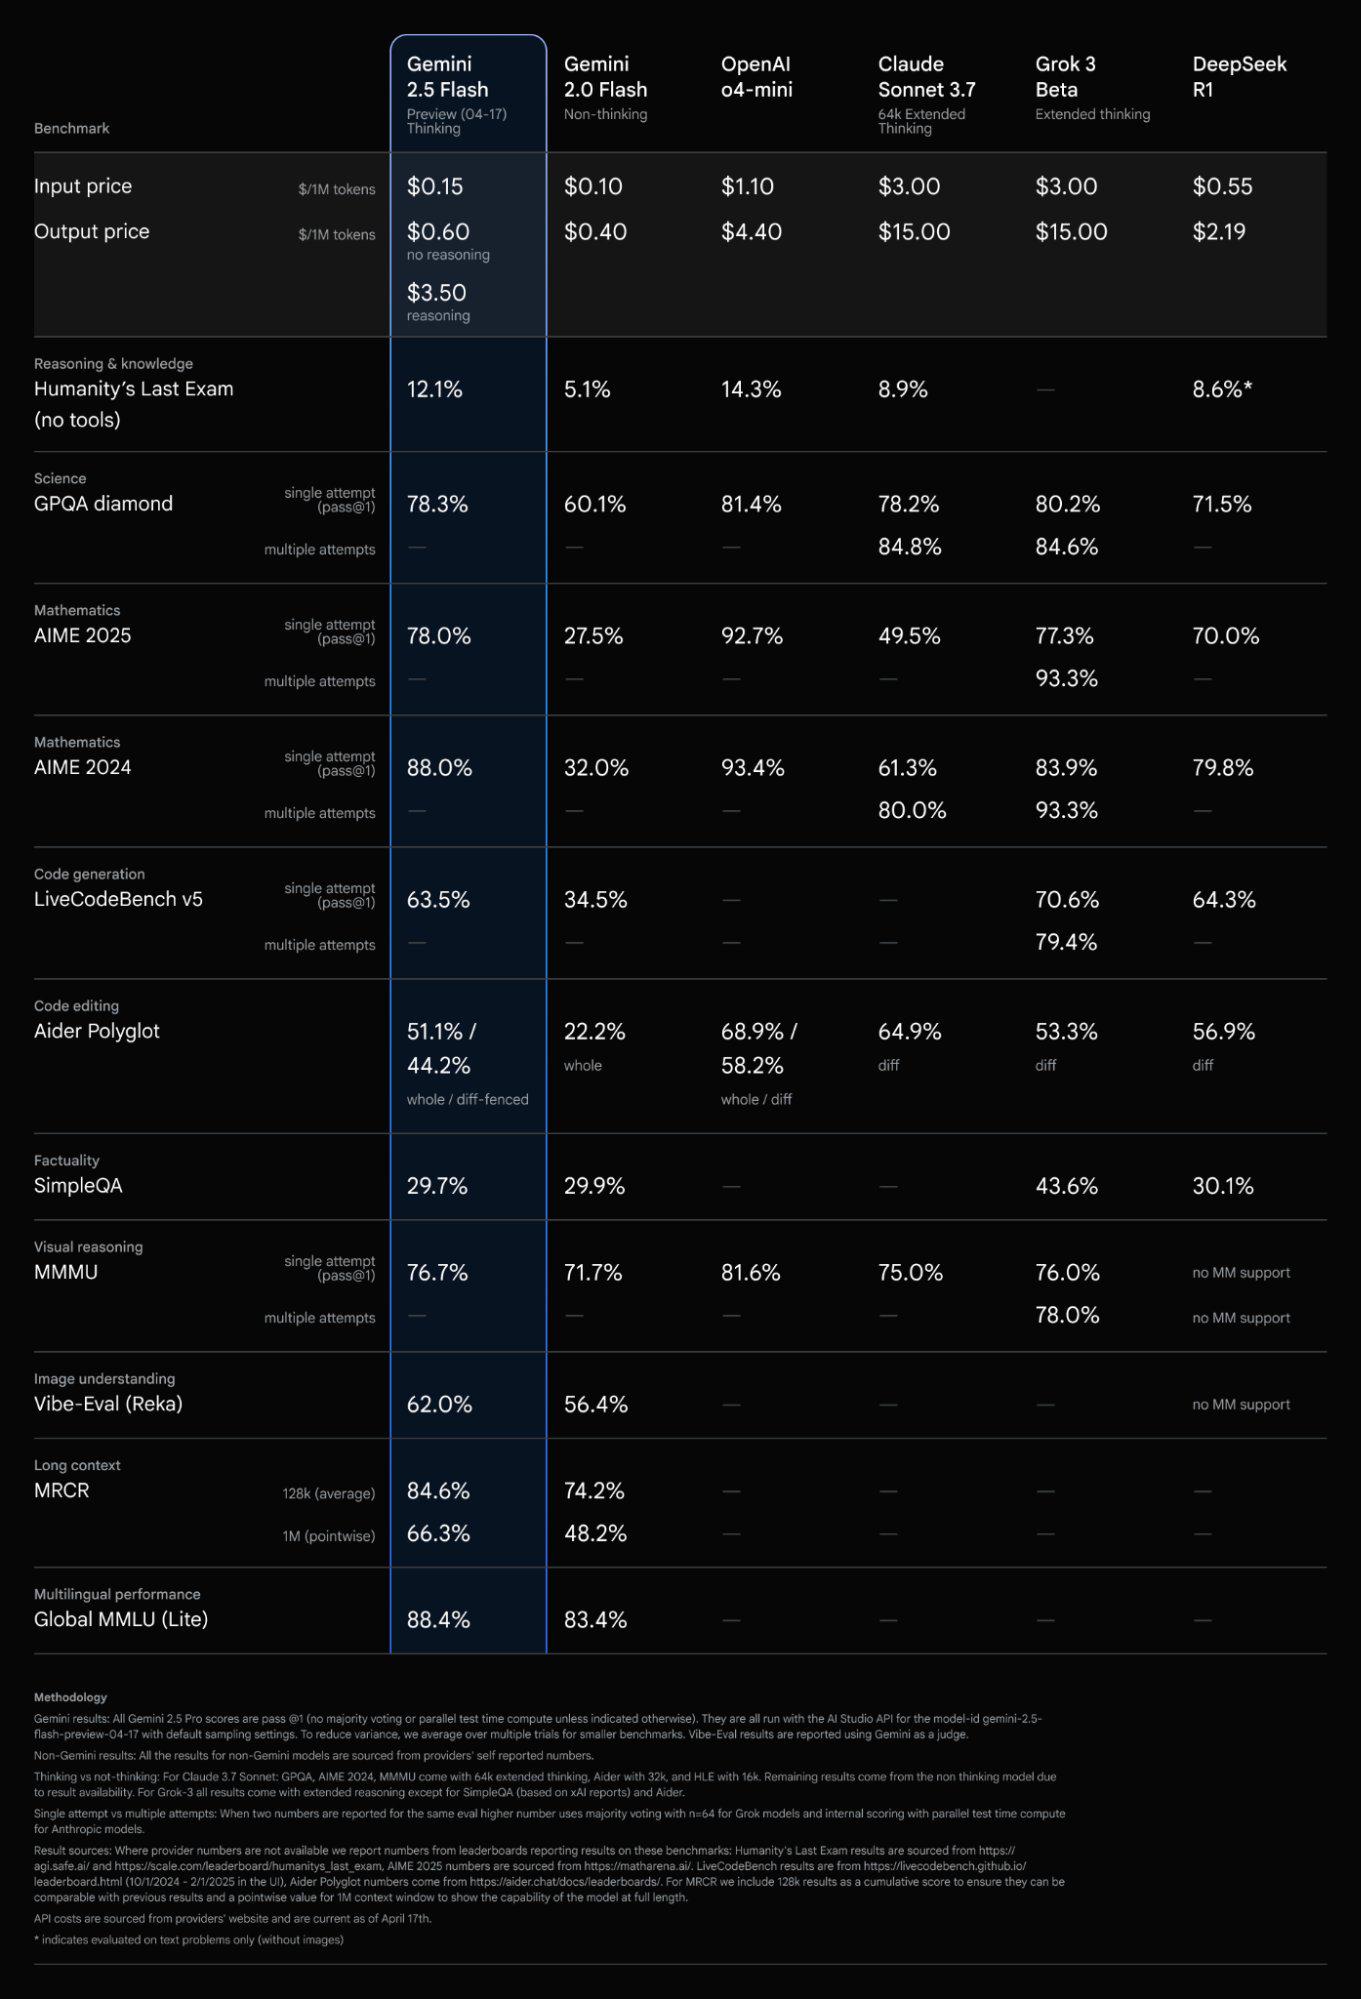 Gemini 2.5 Flash Preview (04-17) Thinking
Gemini 2.0 Flash Non-thinking
OpenAI o4-mini
Claude Sonnet 3.7 64k Extended Thinking
Grok 3 Beta Extended thinking
DeepSeek R1
Benchmark
Input price $/1M tokens $0.15 $0.10 $1.10 $3.00 $3.00 $0.55
Output price $/1M tokens $0.60 $0.40 $4.40 $15.00 $15.00 $2.19
no reasoning
$3.50
reasoning
Reasoning & knowledge
Humanity’s Last Exam 12.1% 5.1% 14.3% 8.9% — 8.6%*
(no tools)
Science
GPQA diamond single attempt (pass@1) 78.3% 60.1% 81.4% 78.2% 80.2% 71.5%
multiple attempts — — — 84.8% 84.6% —
Mathematics
AIME 2025 single attempt (pass@1) 78.0% 27.5% 92.7% 49.5% 77.3% 70.0%
multiple attempts — — — — 93.3% —
Mathematics
AIME 2024 single attempt (pass@1) 88.0% 32.0% 93.4% 61.3% 83.9% 79.8%
multiple attempts — — — 80.0% 93.3% —
Code generation
LiveCodeBench v5 single attempt (pass@1) 63.5% 34.5% — — 70.6% 64.3%
multiple attempts — — — — 79.4% —
Code editing
Aider Polyglot 51.1% / 22.2% 68.9% / 64.9% 53.3% 56.9%
44.2% whole 58.2% diff diff diff
whole / diff-fenced whole / diff
Factuality
SimpleQA 29.7% 29.9% — — 43.6% 30.1%
Visual reasoning
MMMU single attempt (pass@1) 76.7% 71.7% 81.6% 75.0% 76.0% no MM support
multiple attempts — — — — 78.0% no MM support
Image understanding
Vibe-Eval (Reka) 62.0% 56.4% — — — no MM support
Long context
MRCR 128k (average) 84.6% 74.2% — — — —
1M (pointwise) 66.3% 48.2% — — — —
Multilingual performance
Global MMLU (Lite) 88.4% 83.4% — — — —
Methodology
Gemini results: All Gemini 2.5 Pro scores are pass @1 (no majority voting or parallel test time compute unless indicated otherwise). They are all run with the AI Studio API for the model-id gemini-2.5-
flash-preview-04-17 with default sampling settings. To reduce variance, we average over multiple trials for smaller benchmarks. Vibe-Eval results are reported using Gemini as a judge.
Non-Gemini results: All the results for non-Gemini models are sourced from providers' self reported numbers.
Thinking vs not-thinking: For Claude 3.7 Sonnet: GPQA, AIME 2024, MMMU come with 64k extended thinking, Aider with 32k, and HLE with 16k. Remaining results come from the non thinking model due
to result availability. For Grok-3 all results come with extended reasoning except for SimpleQA (based on xAI reports) and Aider.
Single attempt vs multiple attempts: When two numbers are reported for the same eval higher number uses majority voting with n=64 for Grok models and internal scoring with parallel test time compute
for Anthropic models.
Result sources: Where provider numbers are not available we report numbers from leaderboards reporting results on these benchmarks: Humanity's Last Exam results are sourced from https://
agi.safe.ai/ and https://scale.com/leaderboard/humanitys_last_exam, AIME 2025 numbers are sourced from https://matharena.ai/. LiveCodeBench results are from https://livecodebench.github.io/
leaderboard.html (10/1/2024 - 2/1/2025 in the UI), Aider Polyglot numbers come from https://aider.chat/docs/leaderboards/. For MRCR we include 128k results as a cumulative score to ensure they can be
comparable with previous results and a pointwise value for 1M context window to show the capability of the model at full length.
API costs are sourced from providers' website and are current as of April 17th.
* indicates evaluated on text problems only (without images)